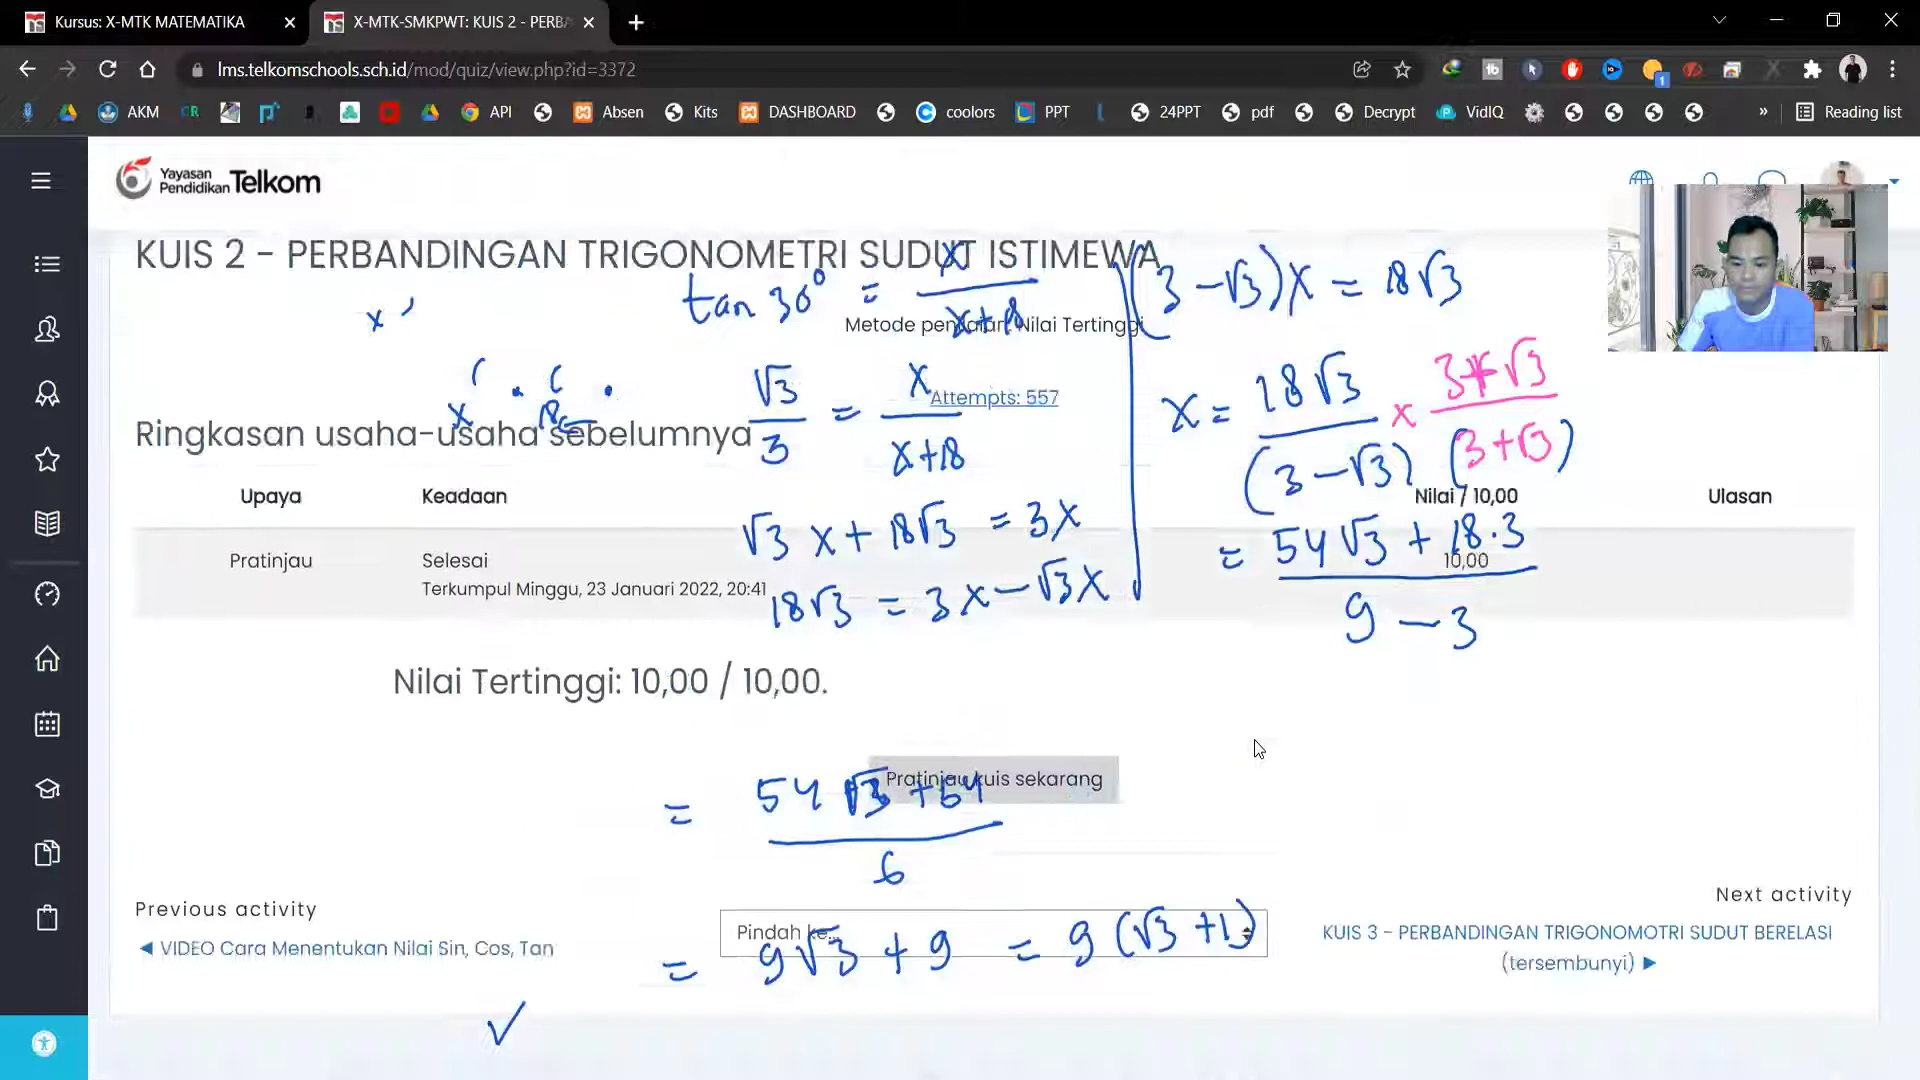 Kursus: X-MTK MATEMATIKA
X-MTK-SMKPWT: KUIS 2 - PERBA
lms.telkomschools.sch.id/mod/quiz/view.php?id=3372
AKM
CR
API
Absen
Kits
DASHBOARD
coolors
PPT
24PPT
pdf
Decrypt
VidIQ
»
Reading list
Yayasan
Pendidikan Telkom
KUIS 2 - PERBANDINGAN TRIGONOMETRI SUDUT ISTIMEWA
Metode penilaian: Nilai Tertinggi
Attempts: 557
Ringkasan usaha-usaha sebelumnya
Upaya Keadaan Nilai / 10,00 Ulasan
Pratinjau Selesai 10,00
Terkumpul Minggu, 23 Januari 2022, 20:41
Nilai Tertinggi: 10,00 / 10,00.
Pratinjau kuis sekarang
Previous activity
◄ VIDEO Cara Menentukan Nilai Sin, Cos, Tan
Pindah ke...
Next activity
KUIS 3 - PERBANDINGAN TRIGONOMOTRI SUDUT BERELASI
(tersembunyi) ►
x
x 18
tan 30° = x / x+18
√3 / 3 = x / x+18
√3 x + 18√3 = 3x
18√3 = 3x - √3x
(3 - √3)x = 18√3
x = 18√3 / (3 - √3) x 3+√3 / (3+√3)
= 54√3 + 18.3 / 9 - 3
= 54√3 + 54 / 6
= 9√3 + 9 = 9(√3 + 1)
✓